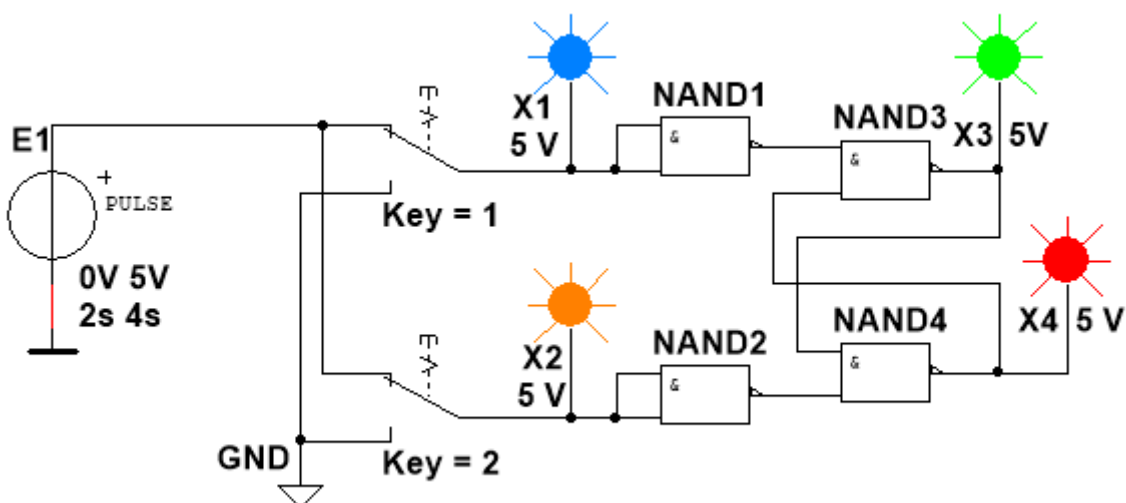 X1
5 V
NAND1
&
NAND3
&
X3 5V
E1
+
PULSE
Key = 1
0V 5V
2s 4s
X2
5 V
NAND2
&
NAND4
&
X4 5 V
GND
Key = 2